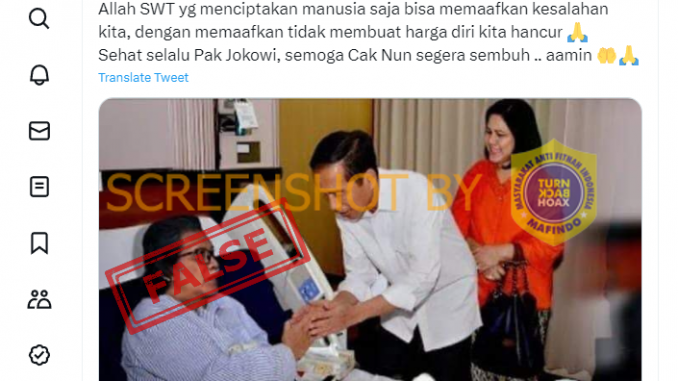 Allah SWT yg menciptakan manusia saja bisa memaafkan kesalahan
kita, dengan memaafkan tidak membuat harga diri kita hancur 🙏
Sehat selalu Pak Jokowi, semoga Cak Nun segera sembuh .. aamin 🤲🙏
Translate Tweet
SCREENSHOT BY
MASYARAKAT ANTI FITNAH INDONESIA
TURN
BACK
HOAX
MAFINDO
FALSE